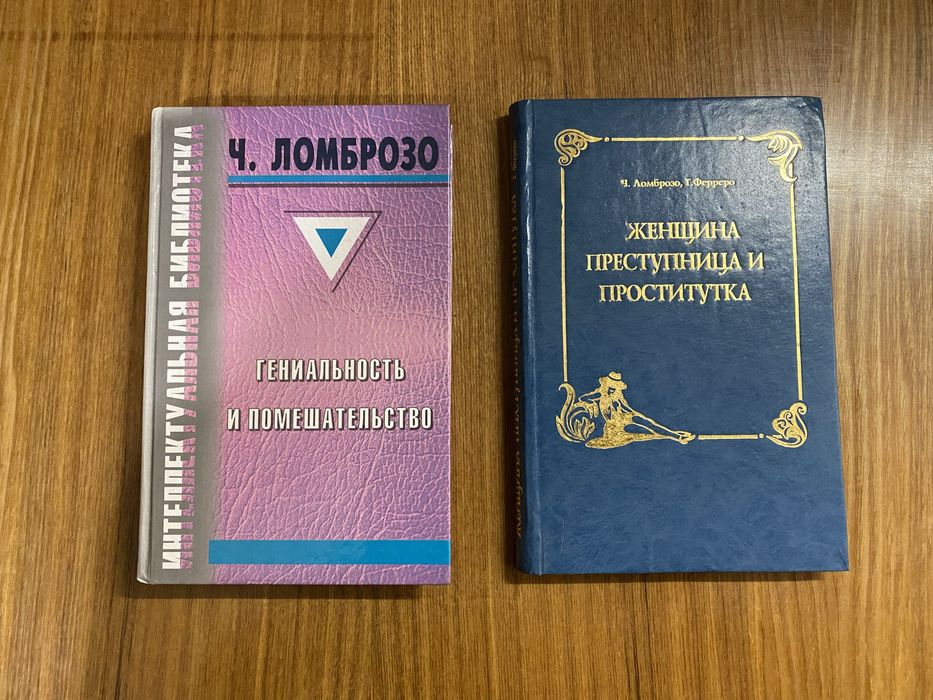 ИНТЕЛЛЕКТУАЛЬНАЯ БИБЛИОТЕКА
Ч. ЛОМБРОЗО
ГЕНИАЛЬНОСТЬ
И ПОМЕШАТЕЛЬСТВО
Ч. Ломброзо, Г. Ферреро
ЖЕНЩИНА
ПРЕСТУПНИЦА И
ПРОСТИТУТКА